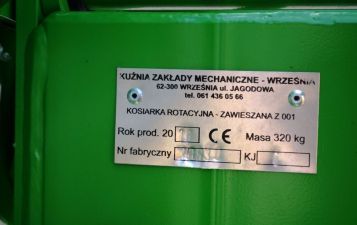 KUŹNIA ZAKŁADY MECHANICZNE - WRZEŚNIA
62-300 WRZEŚNIA ul. JAGODOWA
tel. 061 436 05 66
KOSIARKA ROTACYJNA - ZAWIESZANA Z 001
Rok prod. 20 CE Masa 320 kg
Nr fabryczny KJ